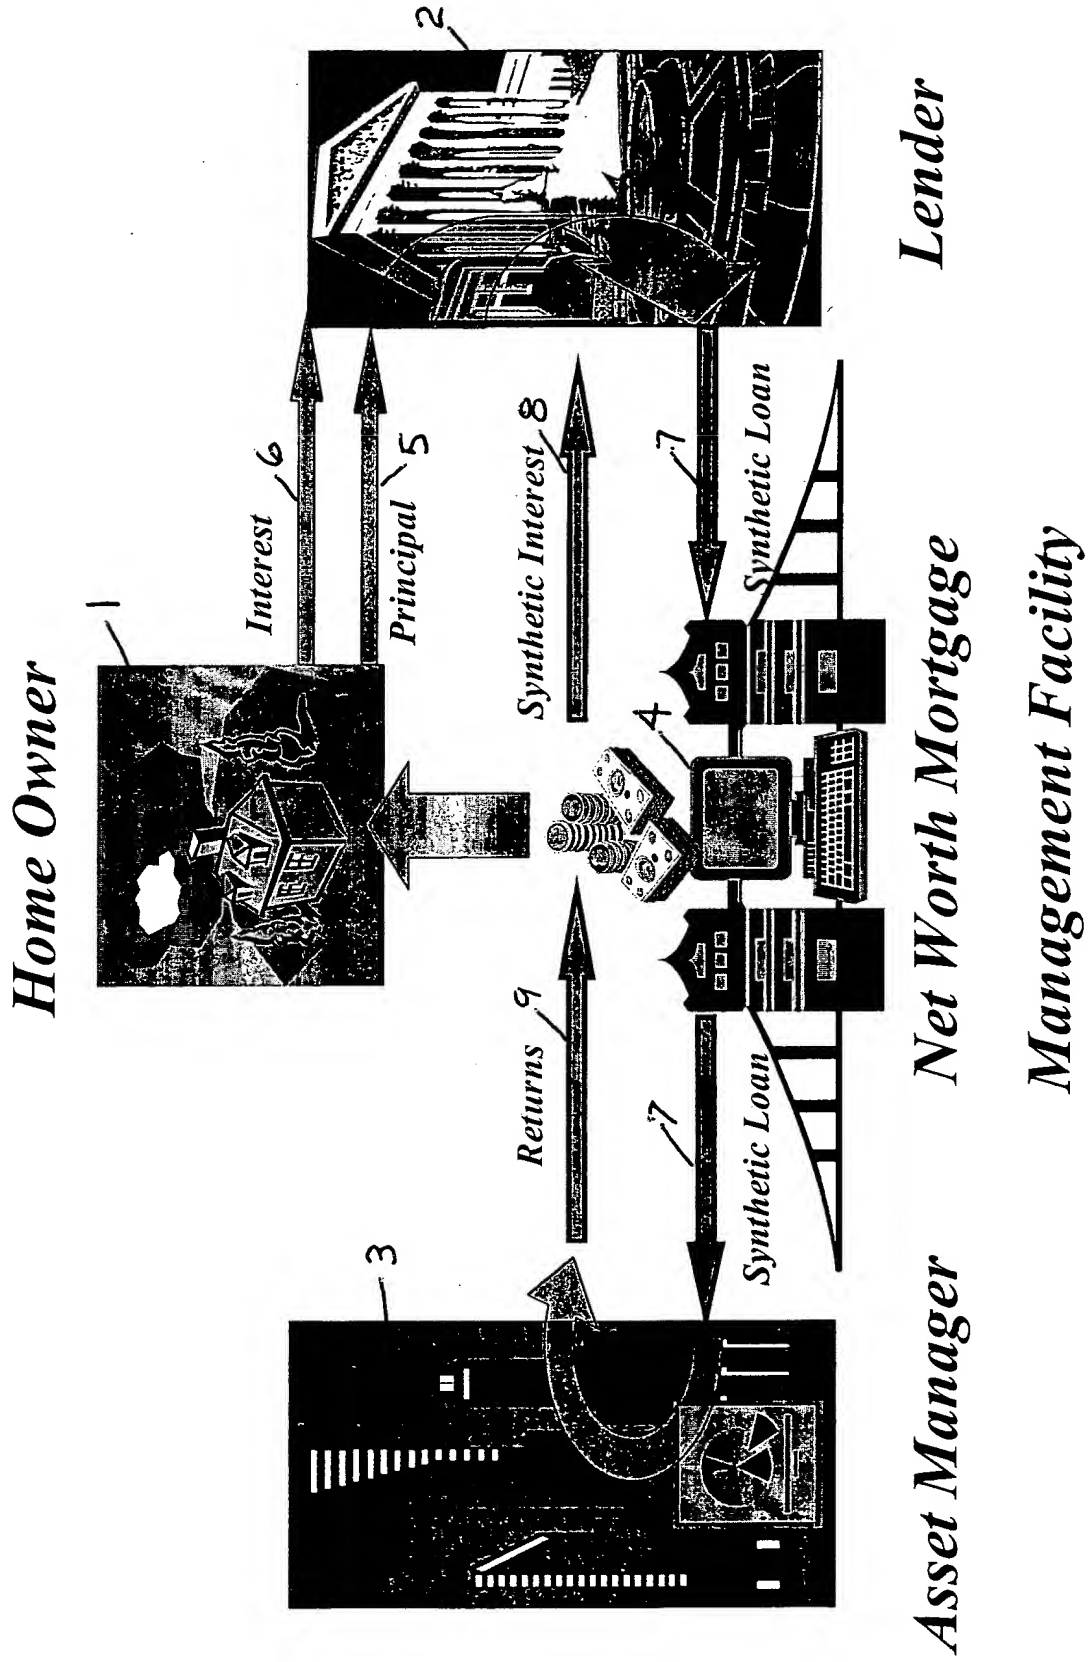 Home Owner
1
Interest
6
Principal
5
2
Lender
3
Returns
9
Synthetic Interest
8
4
7
Synthetic Loan
7
Synthetic Loan
Asset Manager
Net Worth Mortgage
Management Facility